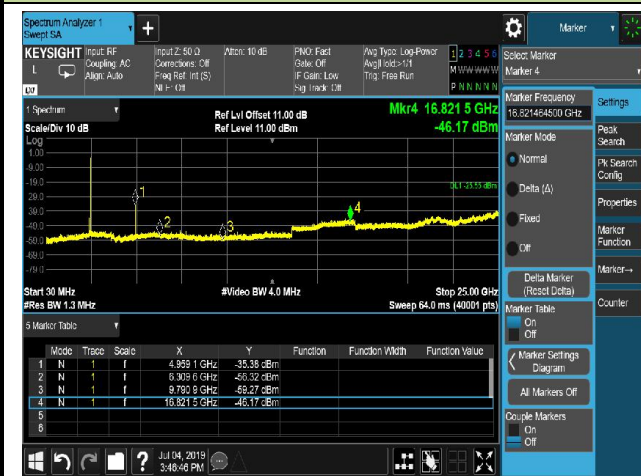 Spectrum Analyzer 1
Swept SA
+
Marker
KEYSIGHT
Input: RF
Coupling: AC
Align: Auto
Input Z: 50 Ω
Corrections: Off
Freq Ref: Int (S)
NFE: Off
Atten: 10 dB
PNO: Fast
Gate: Off
IF Gain: Low
Sig Track: Off
Avg Type: Log-Power
Avg|Hold:>1/1
Trig: Free Run
1 2 3 4 5 6
M W W W W W
P N N N N N
L
Select Marker
Marker 4
1 Spectrum
Scale/Div 10 dB
Ref Lvl Offset 11.00 dB
Ref Level 11.00 dBm
Mkr4 16.821 5 GHz
-46.17 dBm
Log
1.00
-9.00
-19.0
-29.0
-39.0
-49.0
-59.0
-69.0
-79.0
1
2
3
4
Start 30 MHz
#Res BW 1.3 MHz
#Video BW 4.0 MHz
Stop 25.00 GHz
Sweep 64.0 ms (40001 pts)
5 Marker Table
Mode Trace Scale X Y Function Function Width Function Value
1 N 1 f 4.959 1 GHz -35.38 dBm
2 N 1 f 6.309 6 GHz -56.32 dBm
3 N 1 f 9.790 9 GHz -59.27 dBm
4 N 1 f 16.821 5 GHz -46.17 dBm
5
6
Marker Frequency
16.821464500 GHz
Marker Mode
Normal
Delta (Δ)
Fixed
Off
Delta Marker
(Reset Delta)
Marker Table
On
Off
Marker Settings
Diagram
All Markers Off
Couple Markers
On
Off
Settings
Peak
Search
Pk Search
Config
Properties
Marker
Function
Marker→
Counter
?
Jul 04, 2019
3:46:46 PM